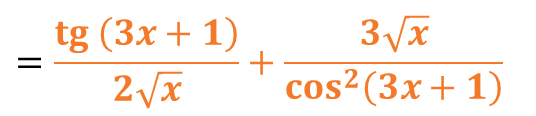 = tg (3x + 1) / 2√x + 3√x / cos²(3x + 1)